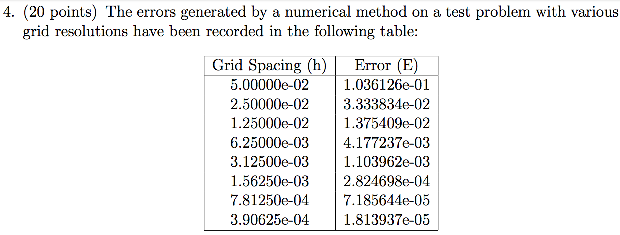 4. (20 points) The errors generated by a numerical method on a test problem with various
grid resolutions have been recorded in the following table:
Grid Spacing (h) Error (E)
5.00000e-02 1.036126e-01
2.50000e-02 3.333834e-02
1.25000e-02 1.375409e-02
6.25000e-03 4.177237e-03
3.12500e-03 1.103962e-03
1.56250e-03 2.824698e-04
7.81250e-04 7.185644e-05
3.90625e-04 1.813937e-05